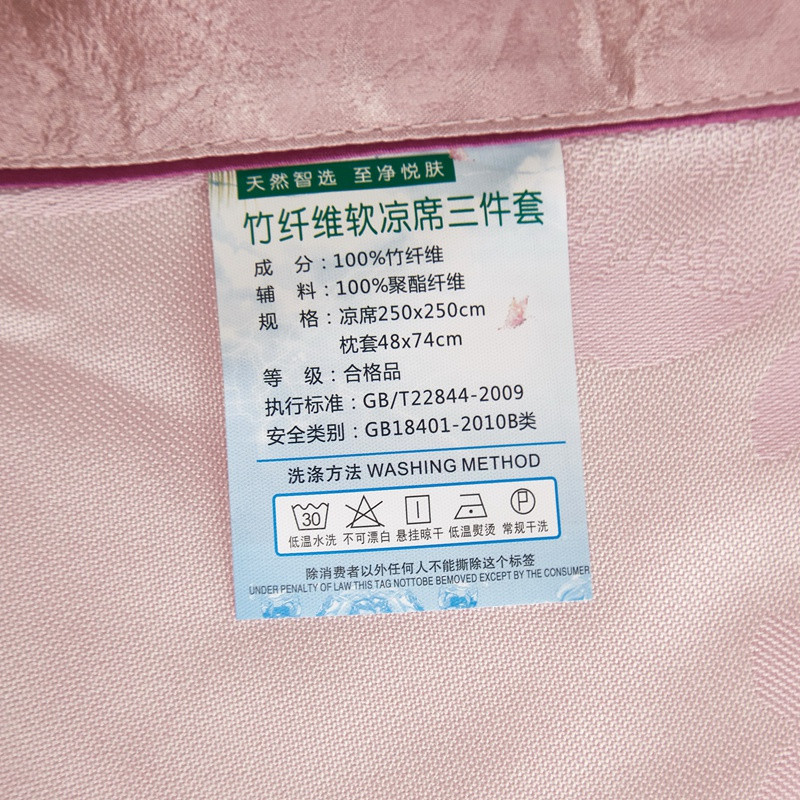 天然智选 至净悦肤
竹纤维软凉席三件套
成 分：100%竹纤维
辅 料：100%聚酯纤维
规 格：凉席250x250cm
枕套48x74cm
等 级：合格品
执行标准：GB/T22844-2009
安全类别：GB18401-2010B类
洗涤方法 WASHING METHOD
30 P
低温水洗 不可漂白 悬挂晾干 低温熨烫 常规干洗
除消费者以外任何人不能撕除这个标签
UNDER PENALTY OF LAW THIS TAG NOTTOBE BEMOVED EXCEPT BY THE CONSUMER